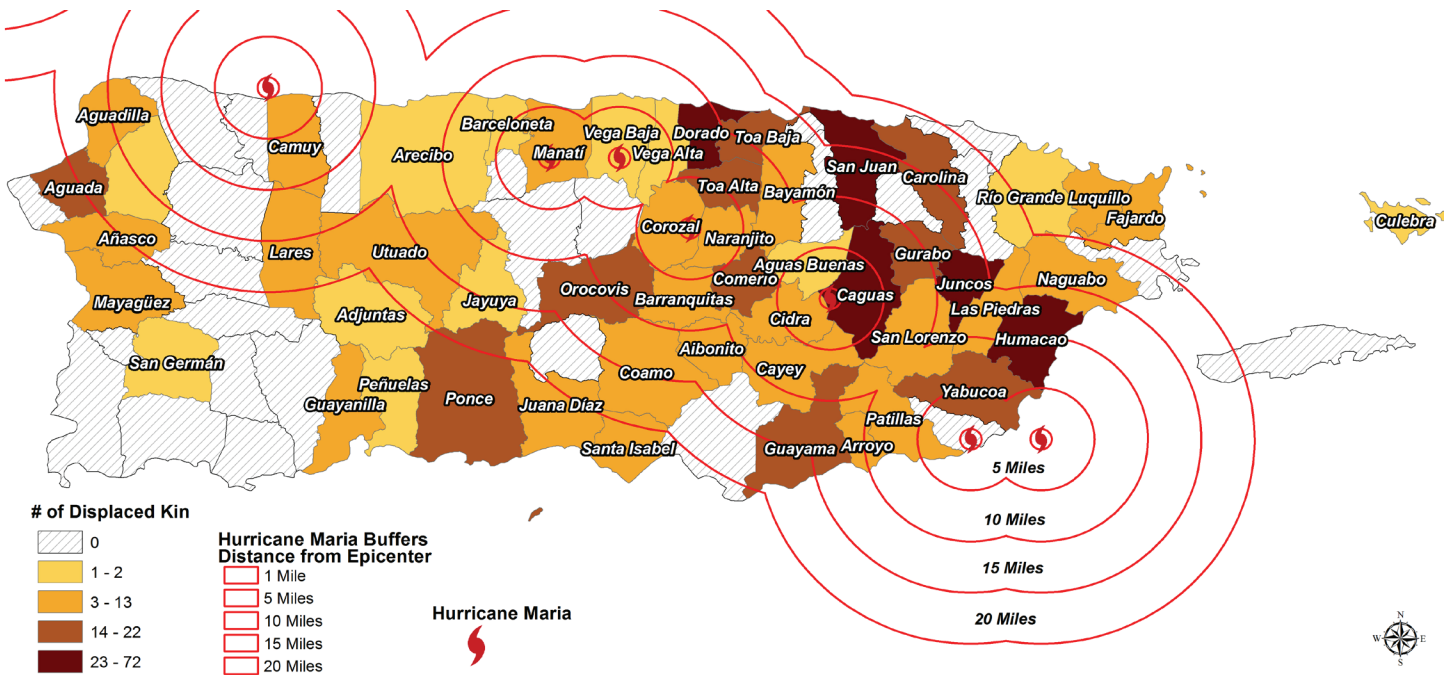 Aguadilla
Camuy
Arecibo
Barceloneta
Manatí
Vega Baja
Vega Alta
Dorado
Toa Baja
Toa Alta
Bayamón
San Juan
Carolina
Río Grande
Luquillo
Fajardo
Culebra
Aguada
Añasco
Lares
Utuado
Corozal
Naranjito
Aguas Buenas
Gurabo
Naguabo
Mayagüez
Adjuntas
Jayuya
Orocovis
Barranquitas
Comerio
Cidra
Caguas
Juncos
Las Piedras
San Lorenzo
Humacao
San Germán
Guayanilla
Peñuelas
Ponce
Juana Díaz
Coamo
Aibonito
Cayey
Yabucoa
Santa Isabel
Guayama
Arroyo
Patillas
5 Miles
10 Miles
15 Miles
20 Miles
# of Displaced Kin
0
1 - 2
3 - 13
14 - 22
23 - 72
Hurricane Maria Buffers
Distance from Epicenter
1 Mile
5 Miles
10 Miles
15 Miles
20 Miles
Hurricane Maria
N
W
E
S